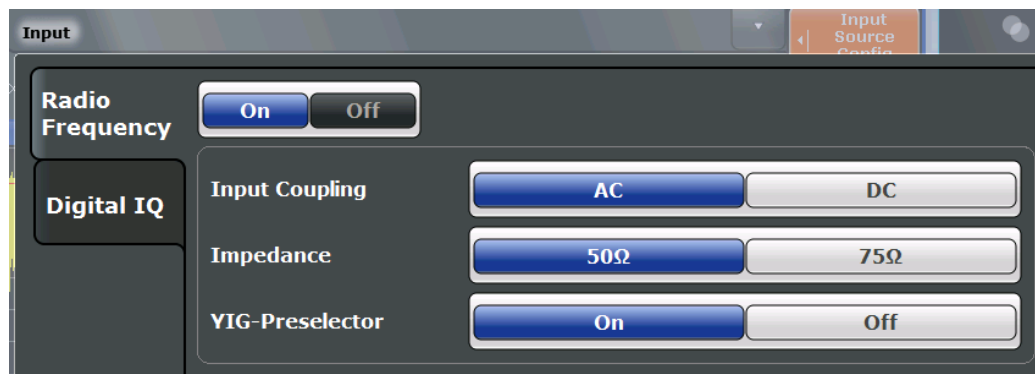 Input
Input
Source
Config
Radio
Frequency
On Off
Digital IQ
Input Coupling AC DC
Impedance 50Ω 75Ω
YIG-Preselector On Off